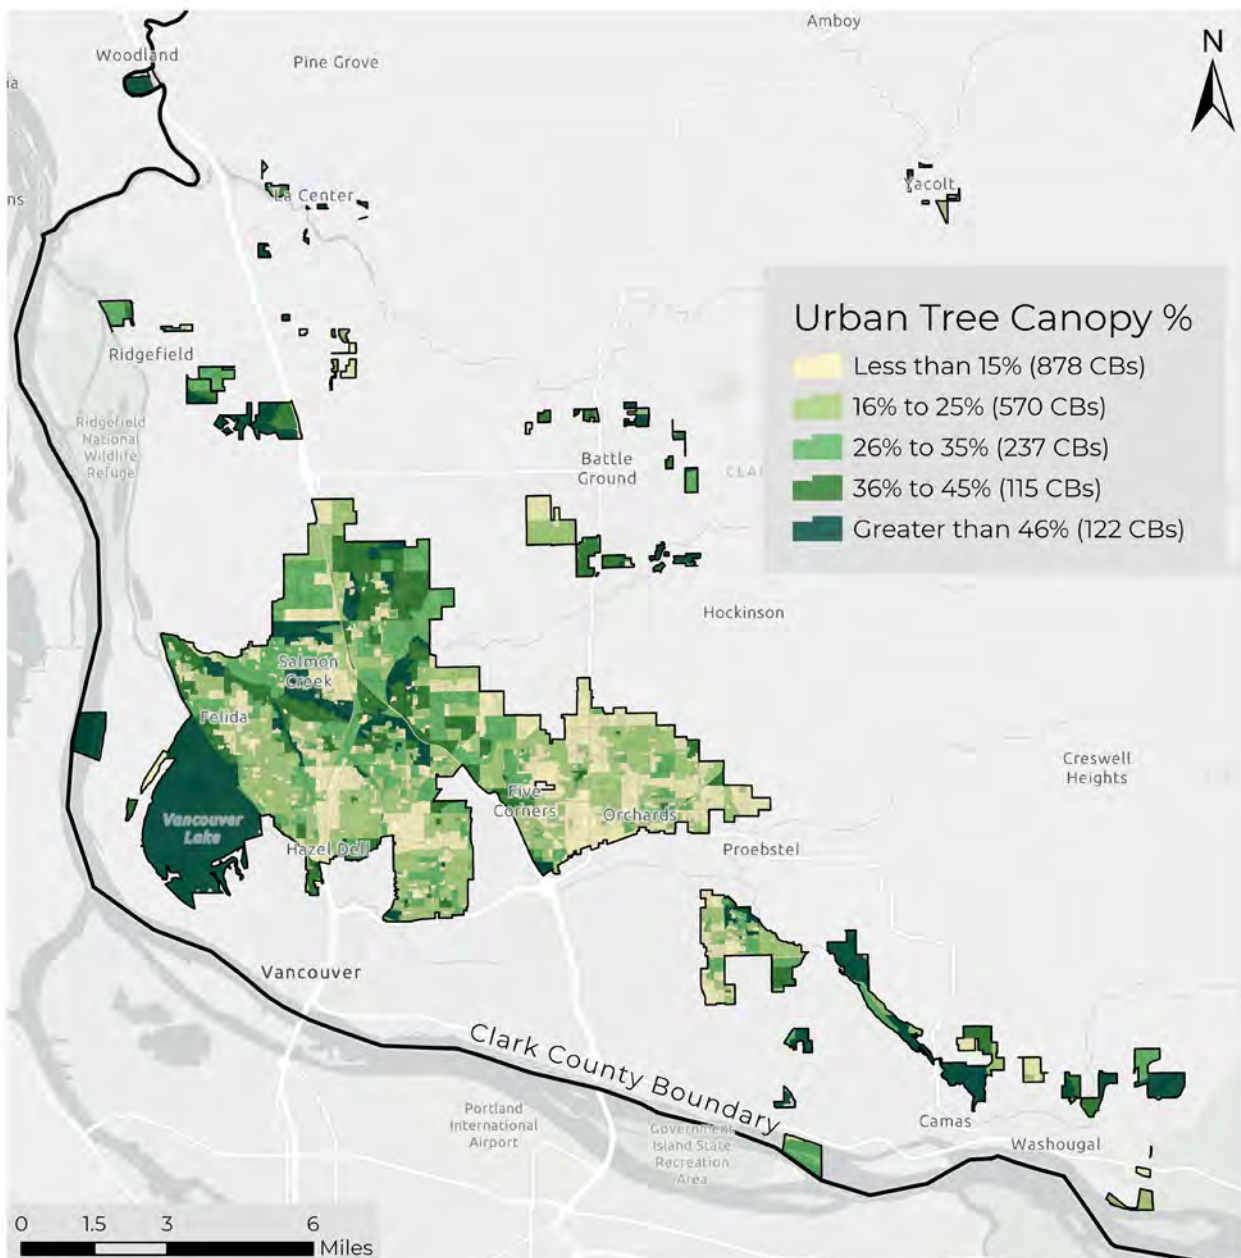 Amboy
Woodland
Pine Grove
N
ia
La Center
Yacolt
ns
Urban Tree Canopy %
Less than 15% (878 CBs)
16% to 25% (570 CBs)
26% to 35% (237 CBs)
36% to 45% (115 CBs)
Greater than 46% (122 CBs)
Ridgefield
Ridgefield
National
Wildlife
Refuge
Battle
Ground
CLA
Hockinson
Salmon
Creek
Felida
Creswell
Heights
Five
Corners
Orchards
Vancouver
Lake
Hazel Dell
Proebstel
Vancouver
Clark County Boundary
Portland
International
Airport
Government
Island State
Recreation
Area
Camas
Washougal
0 1.5 3 6
Miles